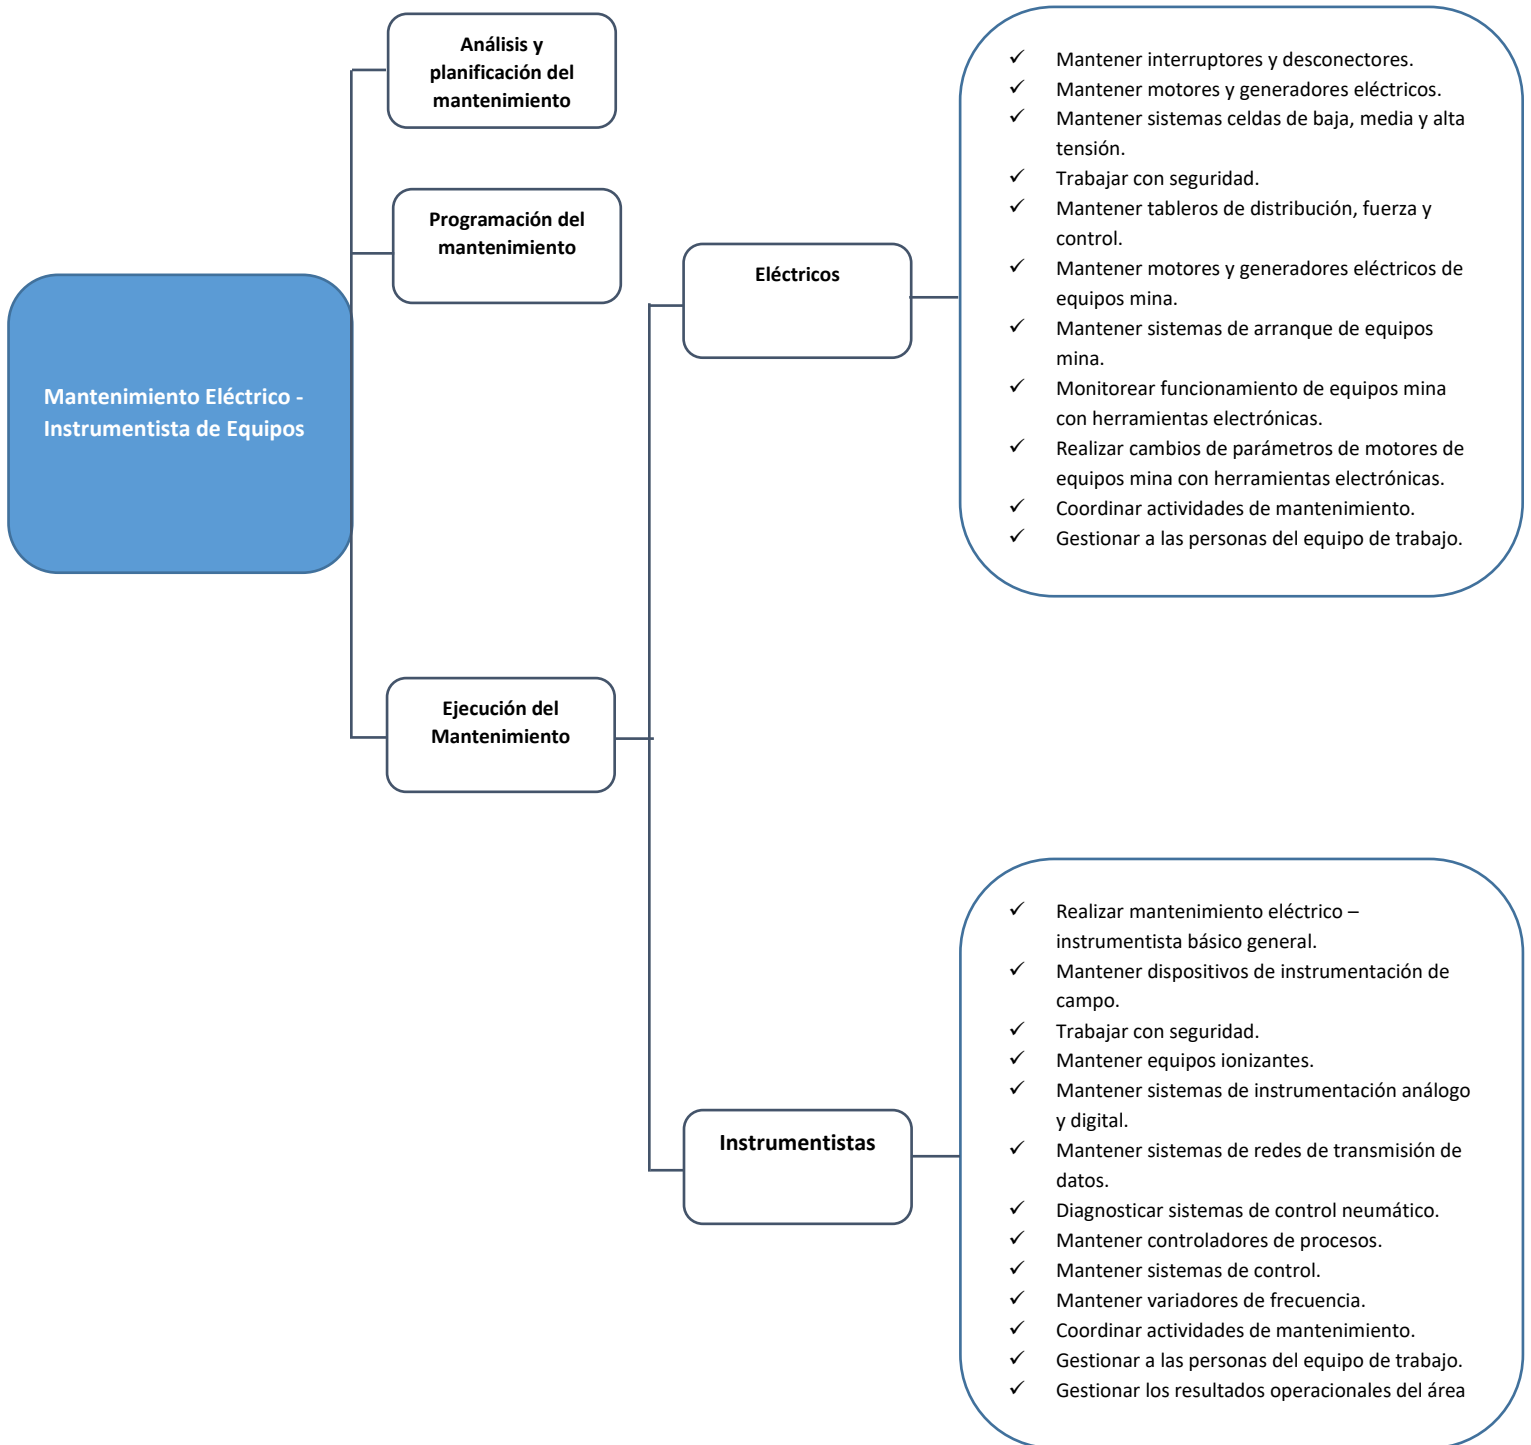 Análisis y
planificación del
mantenimiento
Programación del
mantenimiento
Mantenimiento Eléctrico -
Instrumentista de Equipos
Ejecución del
Mantenimiento
Eléctricos
✓ Mantener interruptores y desconectores.
✓ Mantener motores y generadores eléctricos.
✓ Mantener sistemas celdas de baja, media y alta
tensión.
✓ Trabajar con seguridad.
✓ Mantener tableros de distribución, fuerza y
control.
✓ Mantener motores y generadores eléctricos de
equipos mina.
✓ Mantener sistemas de arranque de equipos
mina.
✓ Monitorear funcionamiento de equipos mina
con herramientas electrónicas.
✓ Realizar cambios de parámetros de motores de
equipos mina con herramientas electrónicas.
✓ Coordinar actividades de mantenimiento.
✓ Gestionar a las personas del equipo de trabajo.
Instrumentistas
✓ Realizar mantenimiento eléctrico –
instrumentista básico general.
✓ Mantener dispositivos de instrumentación de
campo.
✓ Trabajar con seguridad.
✓ Mantener equipos ionizantes.
✓ Mantener sistemas de instrumentación análogo
y digital.
✓ Mantener sistemas de redes de transmisión de
datos.
✓ Diagnosticar sistemas de control neumático.
✓ Mantener controladores de procesos.
✓ Mantener sistemas de control.
✓ Mantener variadores de frecuencia.
✓ Coordinar actividades de mantenimiento.
✓ Gestionar a las personas del equipo de trabajo.
✓ Gestionar los resultados operacionales del área